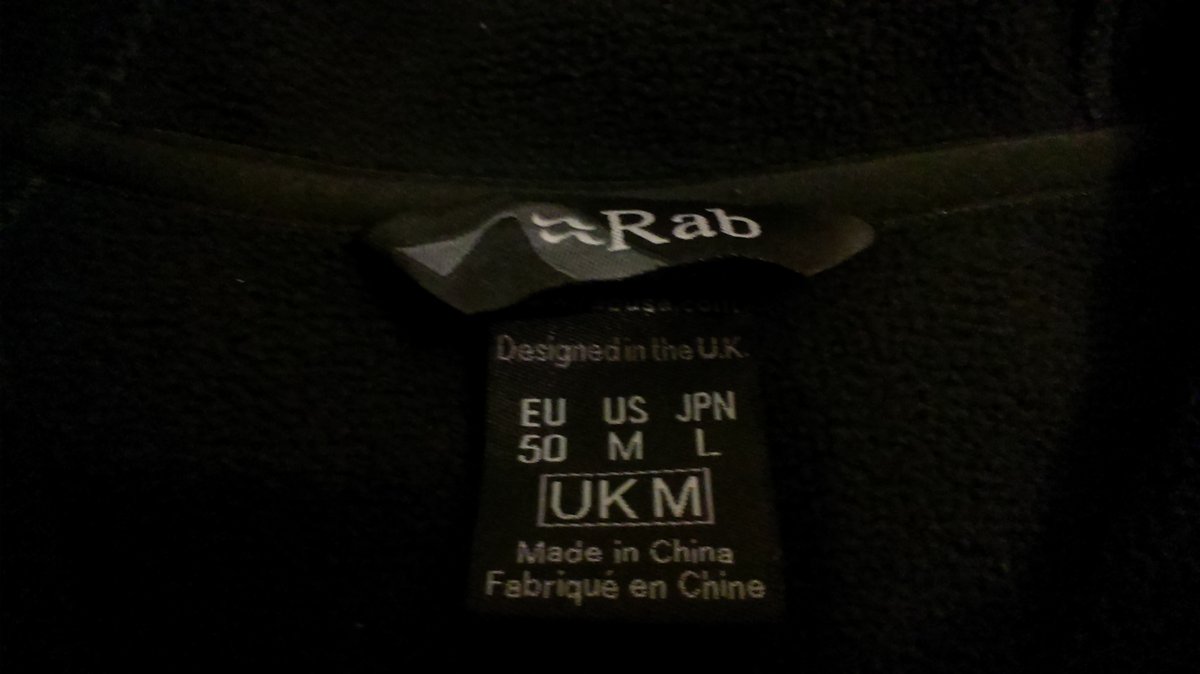 Rab
Designed in the U.K.
EU US JPN
50 M L
UK M
Made in China
Fabriqué en Chine